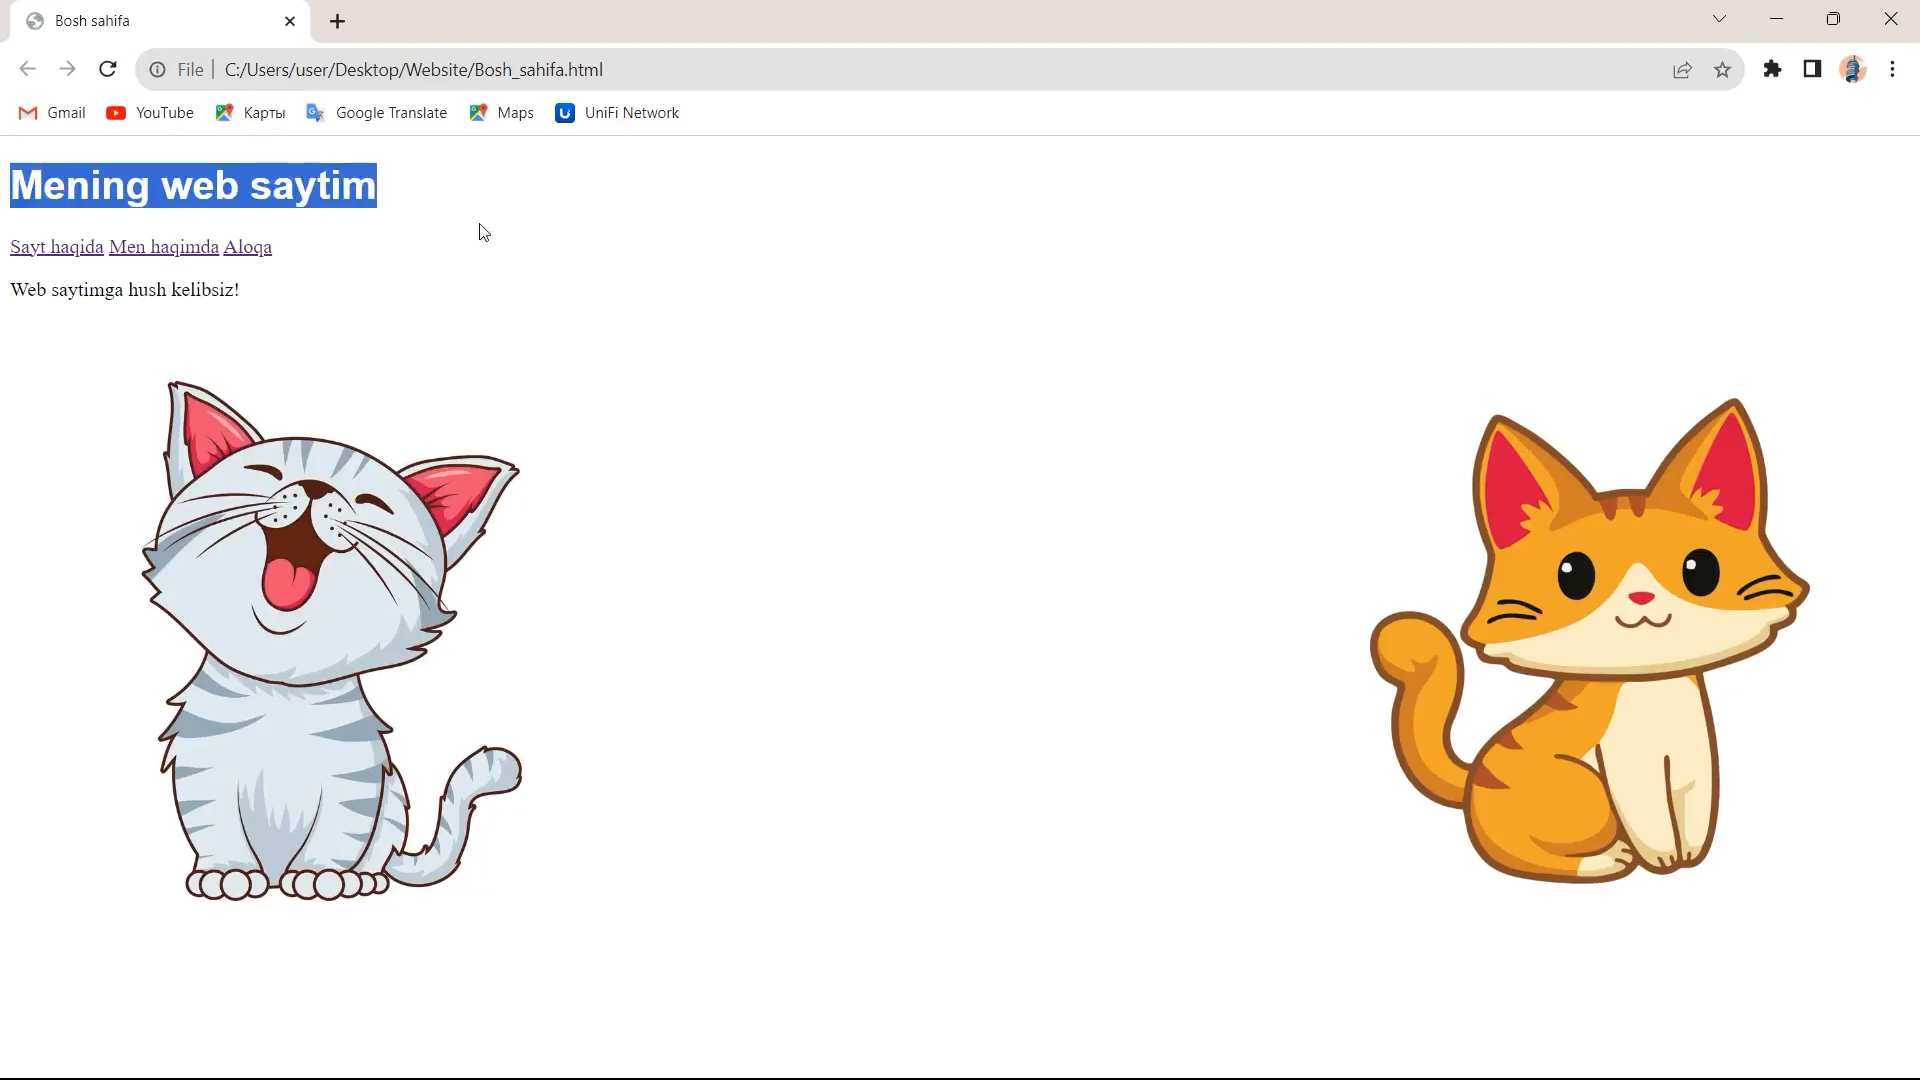 Bosh sahifa
File | C:/Users/user/Desktop/Website/Bosh_sahifa.html
Gmail YouTube Карты Google Translate Maps UniFi Network
Mening web saytim
Sayt haqida Men haqimda Aloqa
Web saytimga hush kelibsiz!